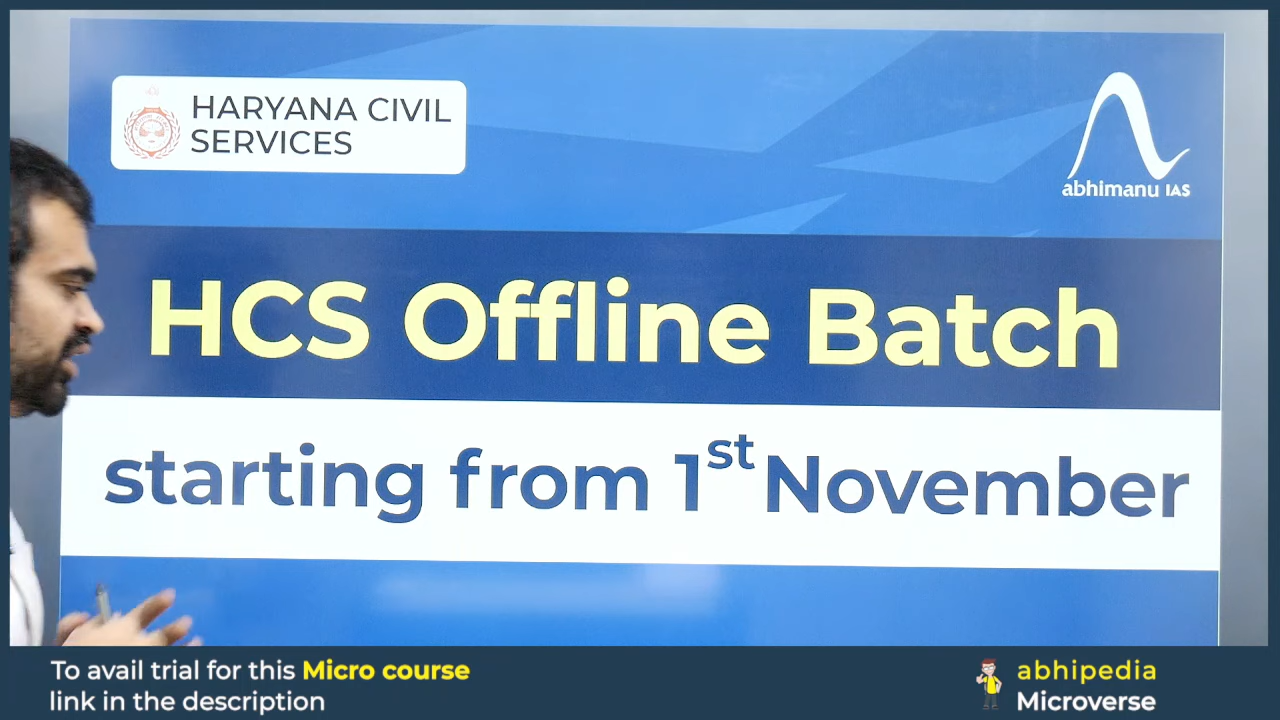 HARYANA CIVIL
SERVICES
abhimanu IAS
HCS Offline Batch
starting from 1st November
To avail trial for this Micro course
link in the description
abhipedia
Microverse